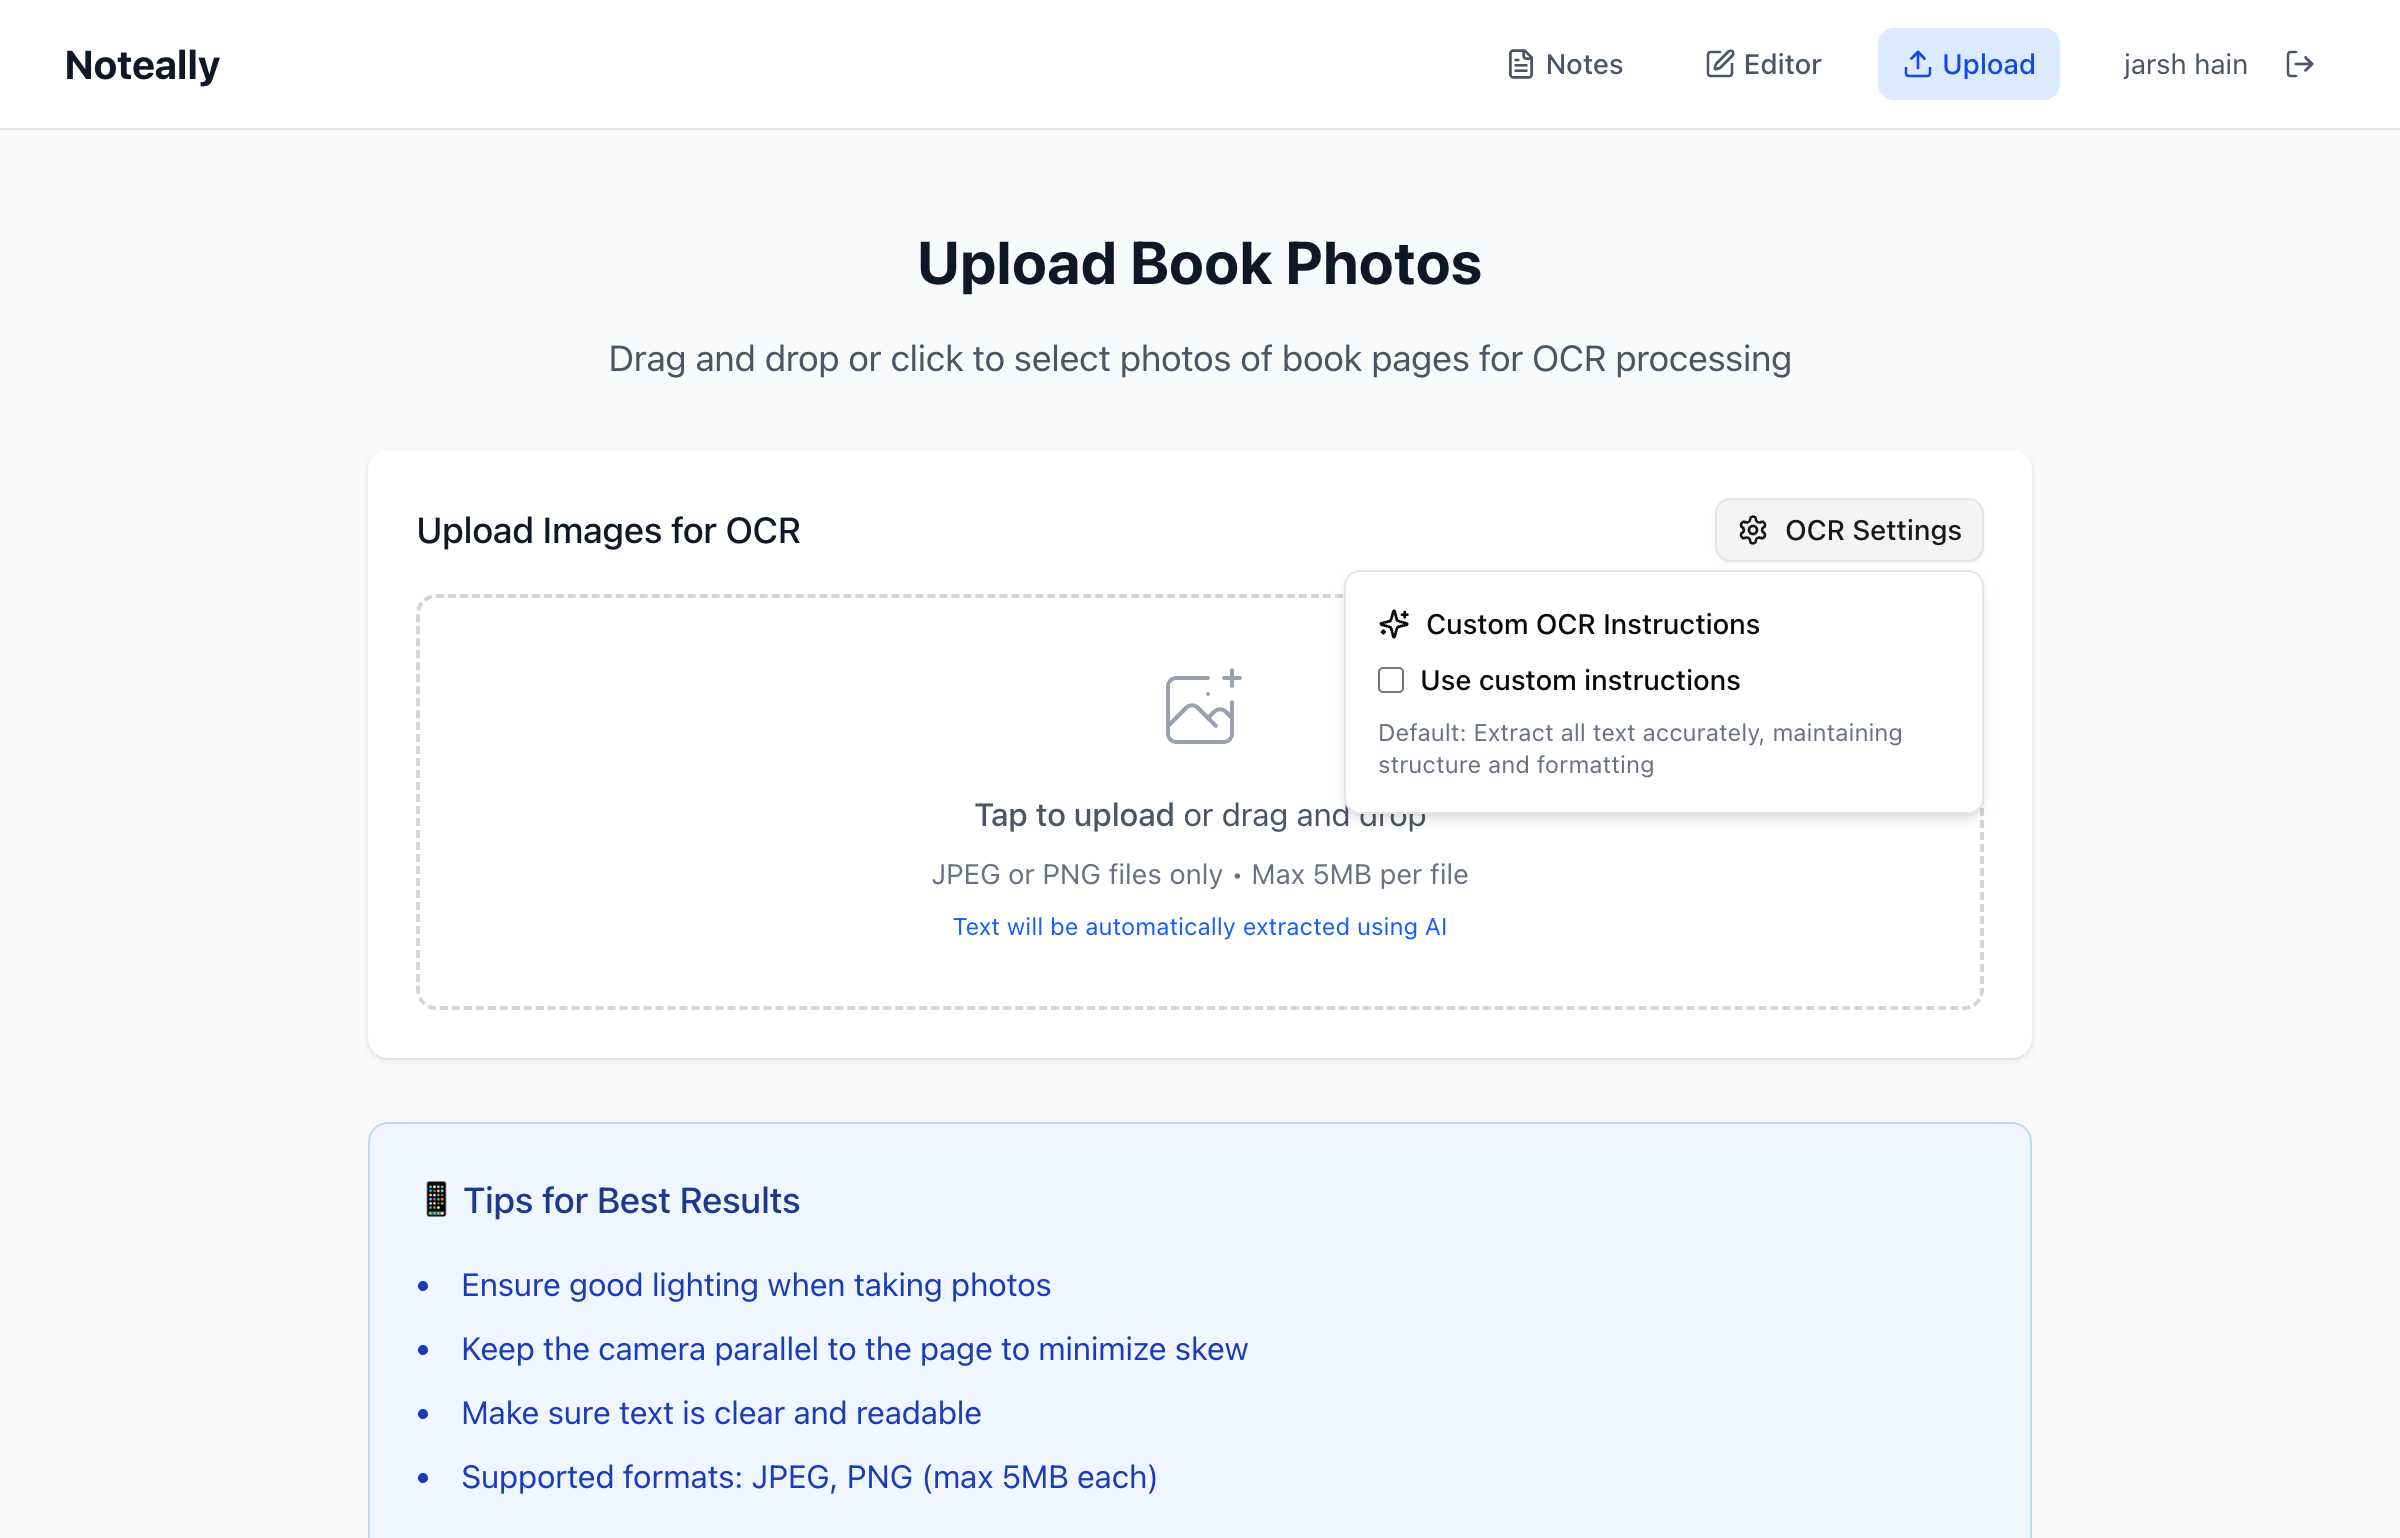 Noteally
Notes
Editor
Upload
jarsh hain
Upload Book Photos
Drag and drop or click to select photos of book pages for OCR processing
Upload Images for OCR
OCR Settings
Custom OCR Instructions
Use custom instructions
Default: Extract all text accurately, maintaining
structure and formatting
Tap to upload or drag and drop
JPEG or PNG files only • Max 5MB per file
Text will be automatically extracted using AI
📱 Tips for Best Results
• Ensure good lighting when taking photos
• Keep the camera parallel to the page to minimize skew
• Make sure text is clear and readable
• Supported formats: JPEG, PNG (max 5MB each)